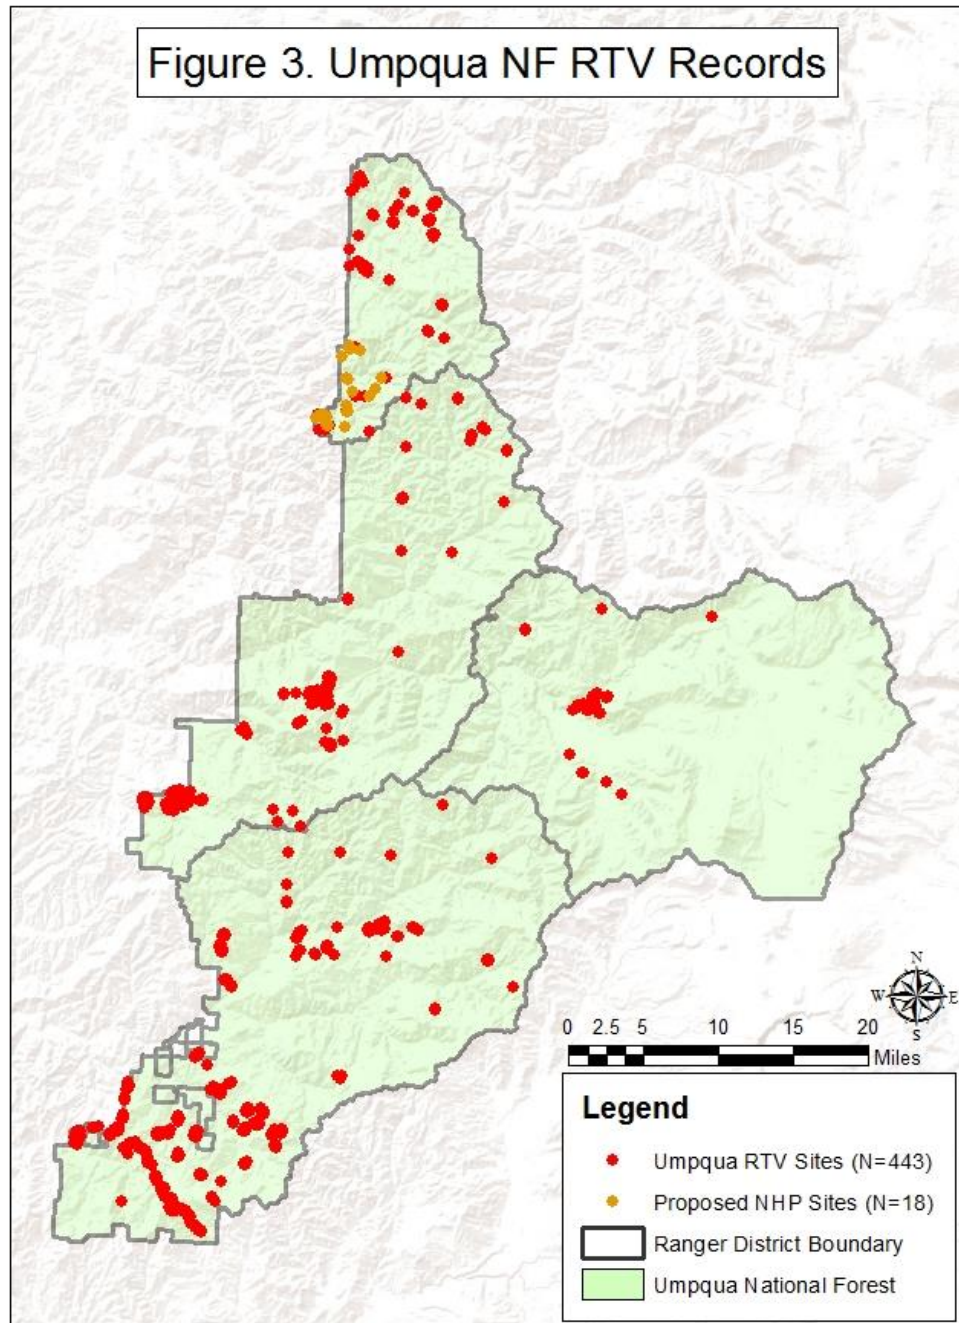 Figure 3. Umpqua NF RTV Records
N
W E
S
0 2.5 5 10 15 20
Miles
Legend
Umpqua RTV Sites (N=443)
Proposed NHP Sites (N=18)
Ranger District Boundary
Umpqua National Forest